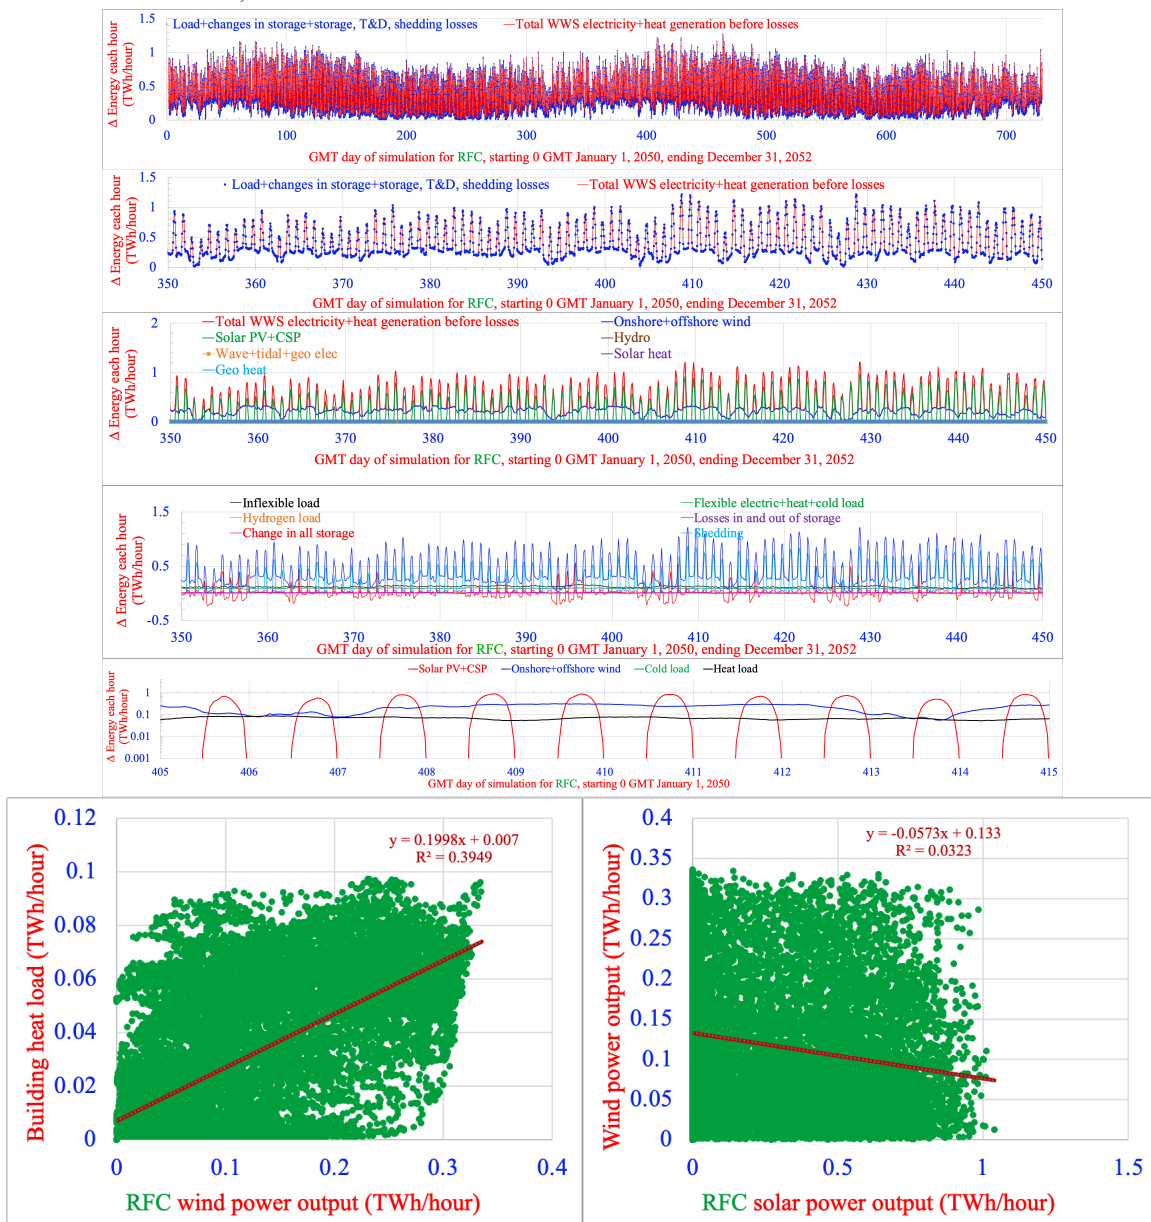 Load+changes in storage+storage, T&D, shedding losses
Total WWS electricity+heat generation before losses
Δ Energy each hour
(TWh/hour)
1.5
1
0.5
0
0 100 200 300 400 500 600 700
GMT day of simulation for RFC, starting 0 GMT January 1, 2050, ending December 31, 2052
Load+changes in storage+storage, T&D, shedding losses
Total WWS electricity+heat generation before losses
Δ Energy each hour
(TWh/hour)
1.5
1
0.5
0
350 360 370 380 390 400 410 420 430 440 450
GMT day of simulation for RFC, starting 0 GMT January 1, 2050, ending December 31, 2052
Total WWS electricity+heat generation before losses
Onshore+offshore wind
Solar PV+CSP
Hydro
Wave+tidal+geo elec
Solar heat
Geo heat
Δ Energy each hour
(TWh/hour)
2
1
0
350 360 370 380 390 400 410 420 430 440 450
GMT day of simulation for RFC, starting 0 GMT January 1, 2050, ending December 31, 2052
Inflexible load
Flexible electric+heat+cold load
Hydrogen load
Losses in and out of storage
Change in all storage
Shedding
Δ Energy each hour
(TWh/hour)
1.5
0.5
-0.5
350 360 370 380 390 400 410 420 430 440 450
GMT day of simulation for RFC, starting 0 GMT January 1, 2050, ending December 31, 2052
Solar PV+CSP Onshore+offshore wind Cold load Heat load
Δ Energy each hour
(TWh/hour)
1
0.1
0.01
0.001
405 406 407 408 409 410 411 412 413 414 415
GMT day of simulation for RFC, starting 0 GMT January 1, 2050
y = 0.1998x + 0.007
R² = 0.3949
Building heat load (TWh/hour)
0.12
0.1
0.08
0.06
0.04
0.02
0
0 0.1 0.2 0.3 0.4
RFC wind power output (TWh/hour)
y = -0.0573x + 0.133
R² = 0.0323
Wind power output (TWh/hour)
0.4
0.35
0.3
0.25
0.2
0.15
0.1
0.05
0
0 0.5 1 1.5
RFC solar power output (TWh/hour)